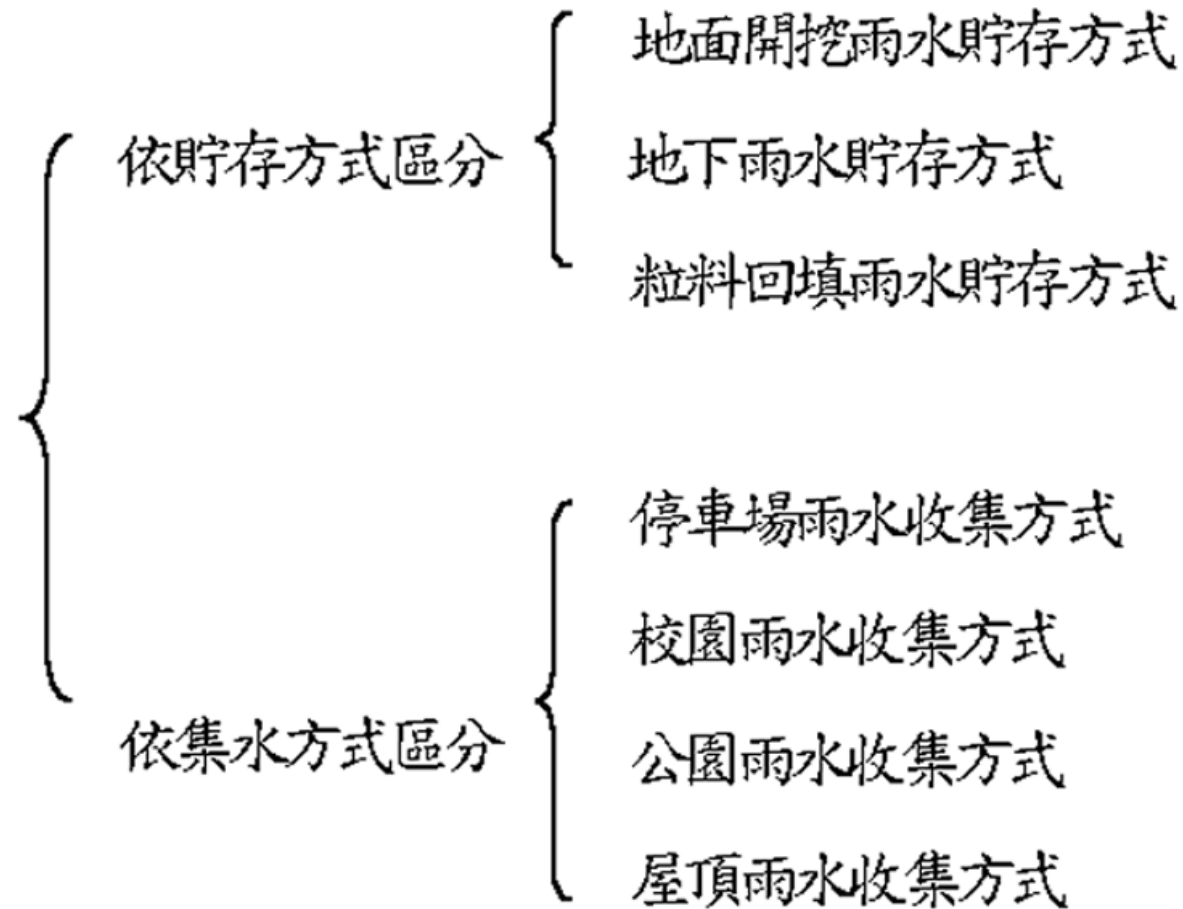 依貯存方式區分
地面開挖雨水貯存方式
地下雨水貯存方式
粒料回填雨水貯存方式
依集水方式區分
停車場雨水收集方式
校園雨水收集方式
公園雨水收集方式
屋頂雨水收集方式